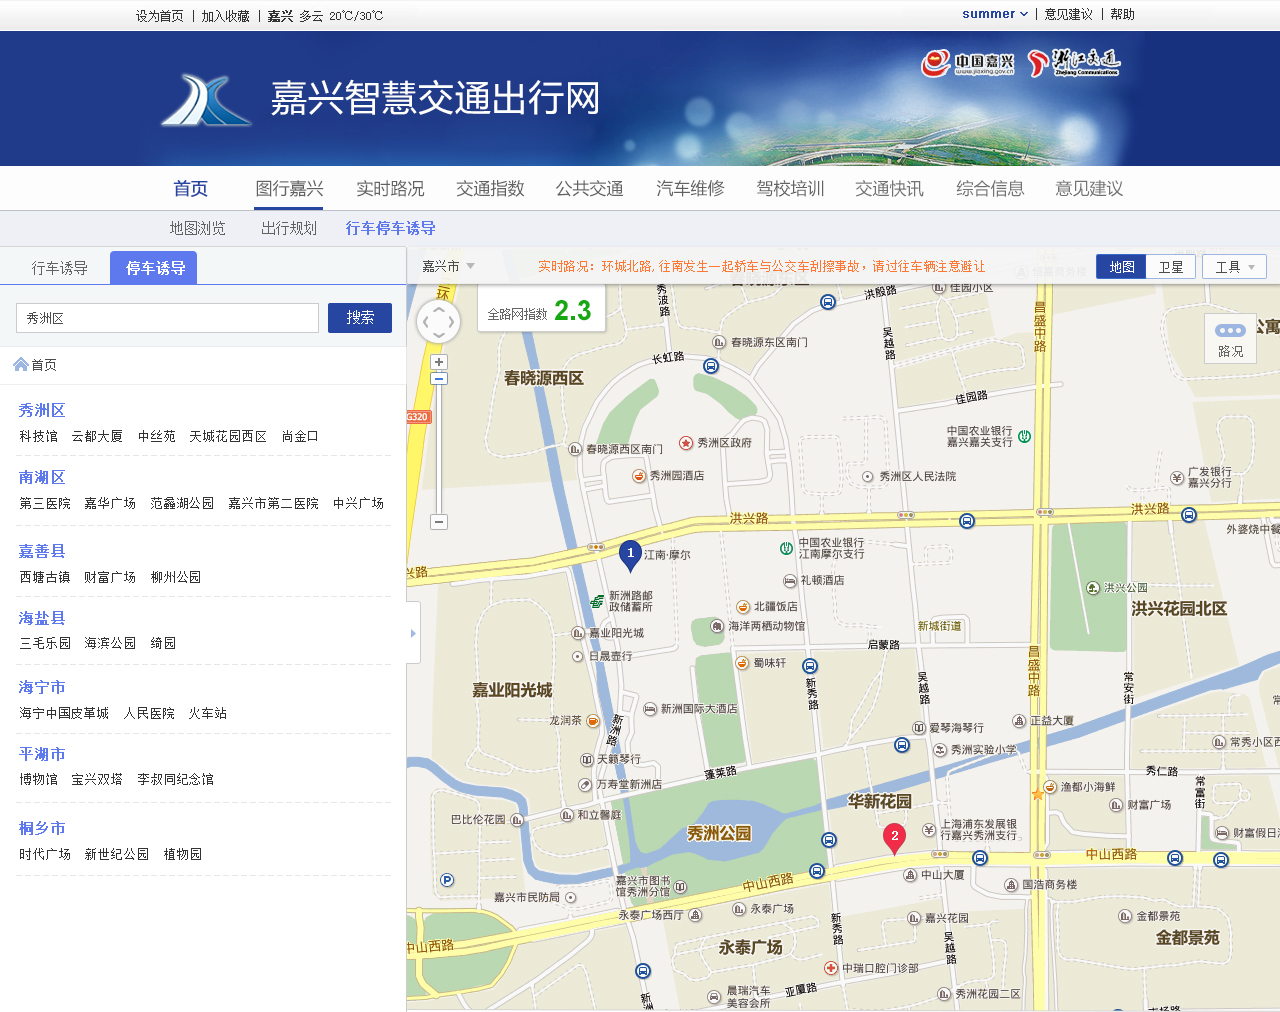 设为首页 | 加入收藏 | 嘉兴 多云 20℃/30℃
summer | 意见建议 | 帮助
中国嘉兴
www.jiaxing.gov.cn
浙江交通
Zhejiang Communications
嘉兴智慧交通出行网
首页 图行嘉兴 实时路况 交通指数 公共交通 汽车维修 驾校培训 交通快讯 综合信息 意见建议
地图浏览 出行规划 行车停车诱导
行车诱导 停车诱导
秀洲区 搜索
首页
秀洲区
科技馆 云都大厦 中丝苑 天城花园西区 尚金口
南湖区
第三医院 嘉华广场 范蠡湖公园 嘉兴市第二医院 中兴广场
嘉善县
西塘古镇 财富广场 柳州公园
海盐县
三毛乐园 海滨公园 绮园
海宁市
海宁中国皮革城 人民医院 火车站
平湖市
博物馆 宝兴双塔 李叔同纪念馆
桐乡市
时代广场 新世纪公园 植物园
嘉兴市
实时路况：环城北路, 往南发生一起轿车与公交车刮擦事故，请过往车辆注意避让
地图 卫星 工具
全路网指数 2.3
路况
秀波路
洪殷路
佳园小区
吴越路
昌盛中路
春晓源东区南门
长虹路
春晓源西区
佳园路
G320
中国农业银行
嘉兴嘉关支行
秀洲区政府
春晓源西区南门
秀洲园酒店
秀洲区人民法院
广发银行
嘉兴分行
洪兴路
洪兴路
外婆烧中餐
中国农业银行
江南摩尔支行
1
江南·摩尔
兴路
礼顿酒店
洪兴公园
新洲路邮
政储蓄所
北疆饭店
洪兴花园北区
嘉业阳光城
海洋两栖动物馆
新城街道
启蒙路
日晟壶行
蜀味轩
昌盛中路
嘉业阳光城
新秀路
吴越路
常安街
新洲国际大酒店
龙润茶
新洲路
爱琴海琴行
正益大厦
常秀小区西
秀洲实验小学
天籁琴行
蓬莱路
秀仁路
万寿堂新洲店
渔都小海鲜
常富街
华新花园
财富广场
巴比伦花园
和立馨庭
秀洲公园
上海浦东发展银
行嘉兴秀洲支行
2
财富假日
中山西路
嘉兴市图书
馆秀洲分馆
中山西路
中山大厦
国浩商务楼
P
嘉兴市民防局
永泰广场西厅
永泰广场
嘉兴花园
金都景苑
中山西路
永泰广场
新秀路
吴越路
金都景苑
中瑞口腔门诊部
晨瑞汽车
美容会所
亚厦路
秀洲花园二区
新洲